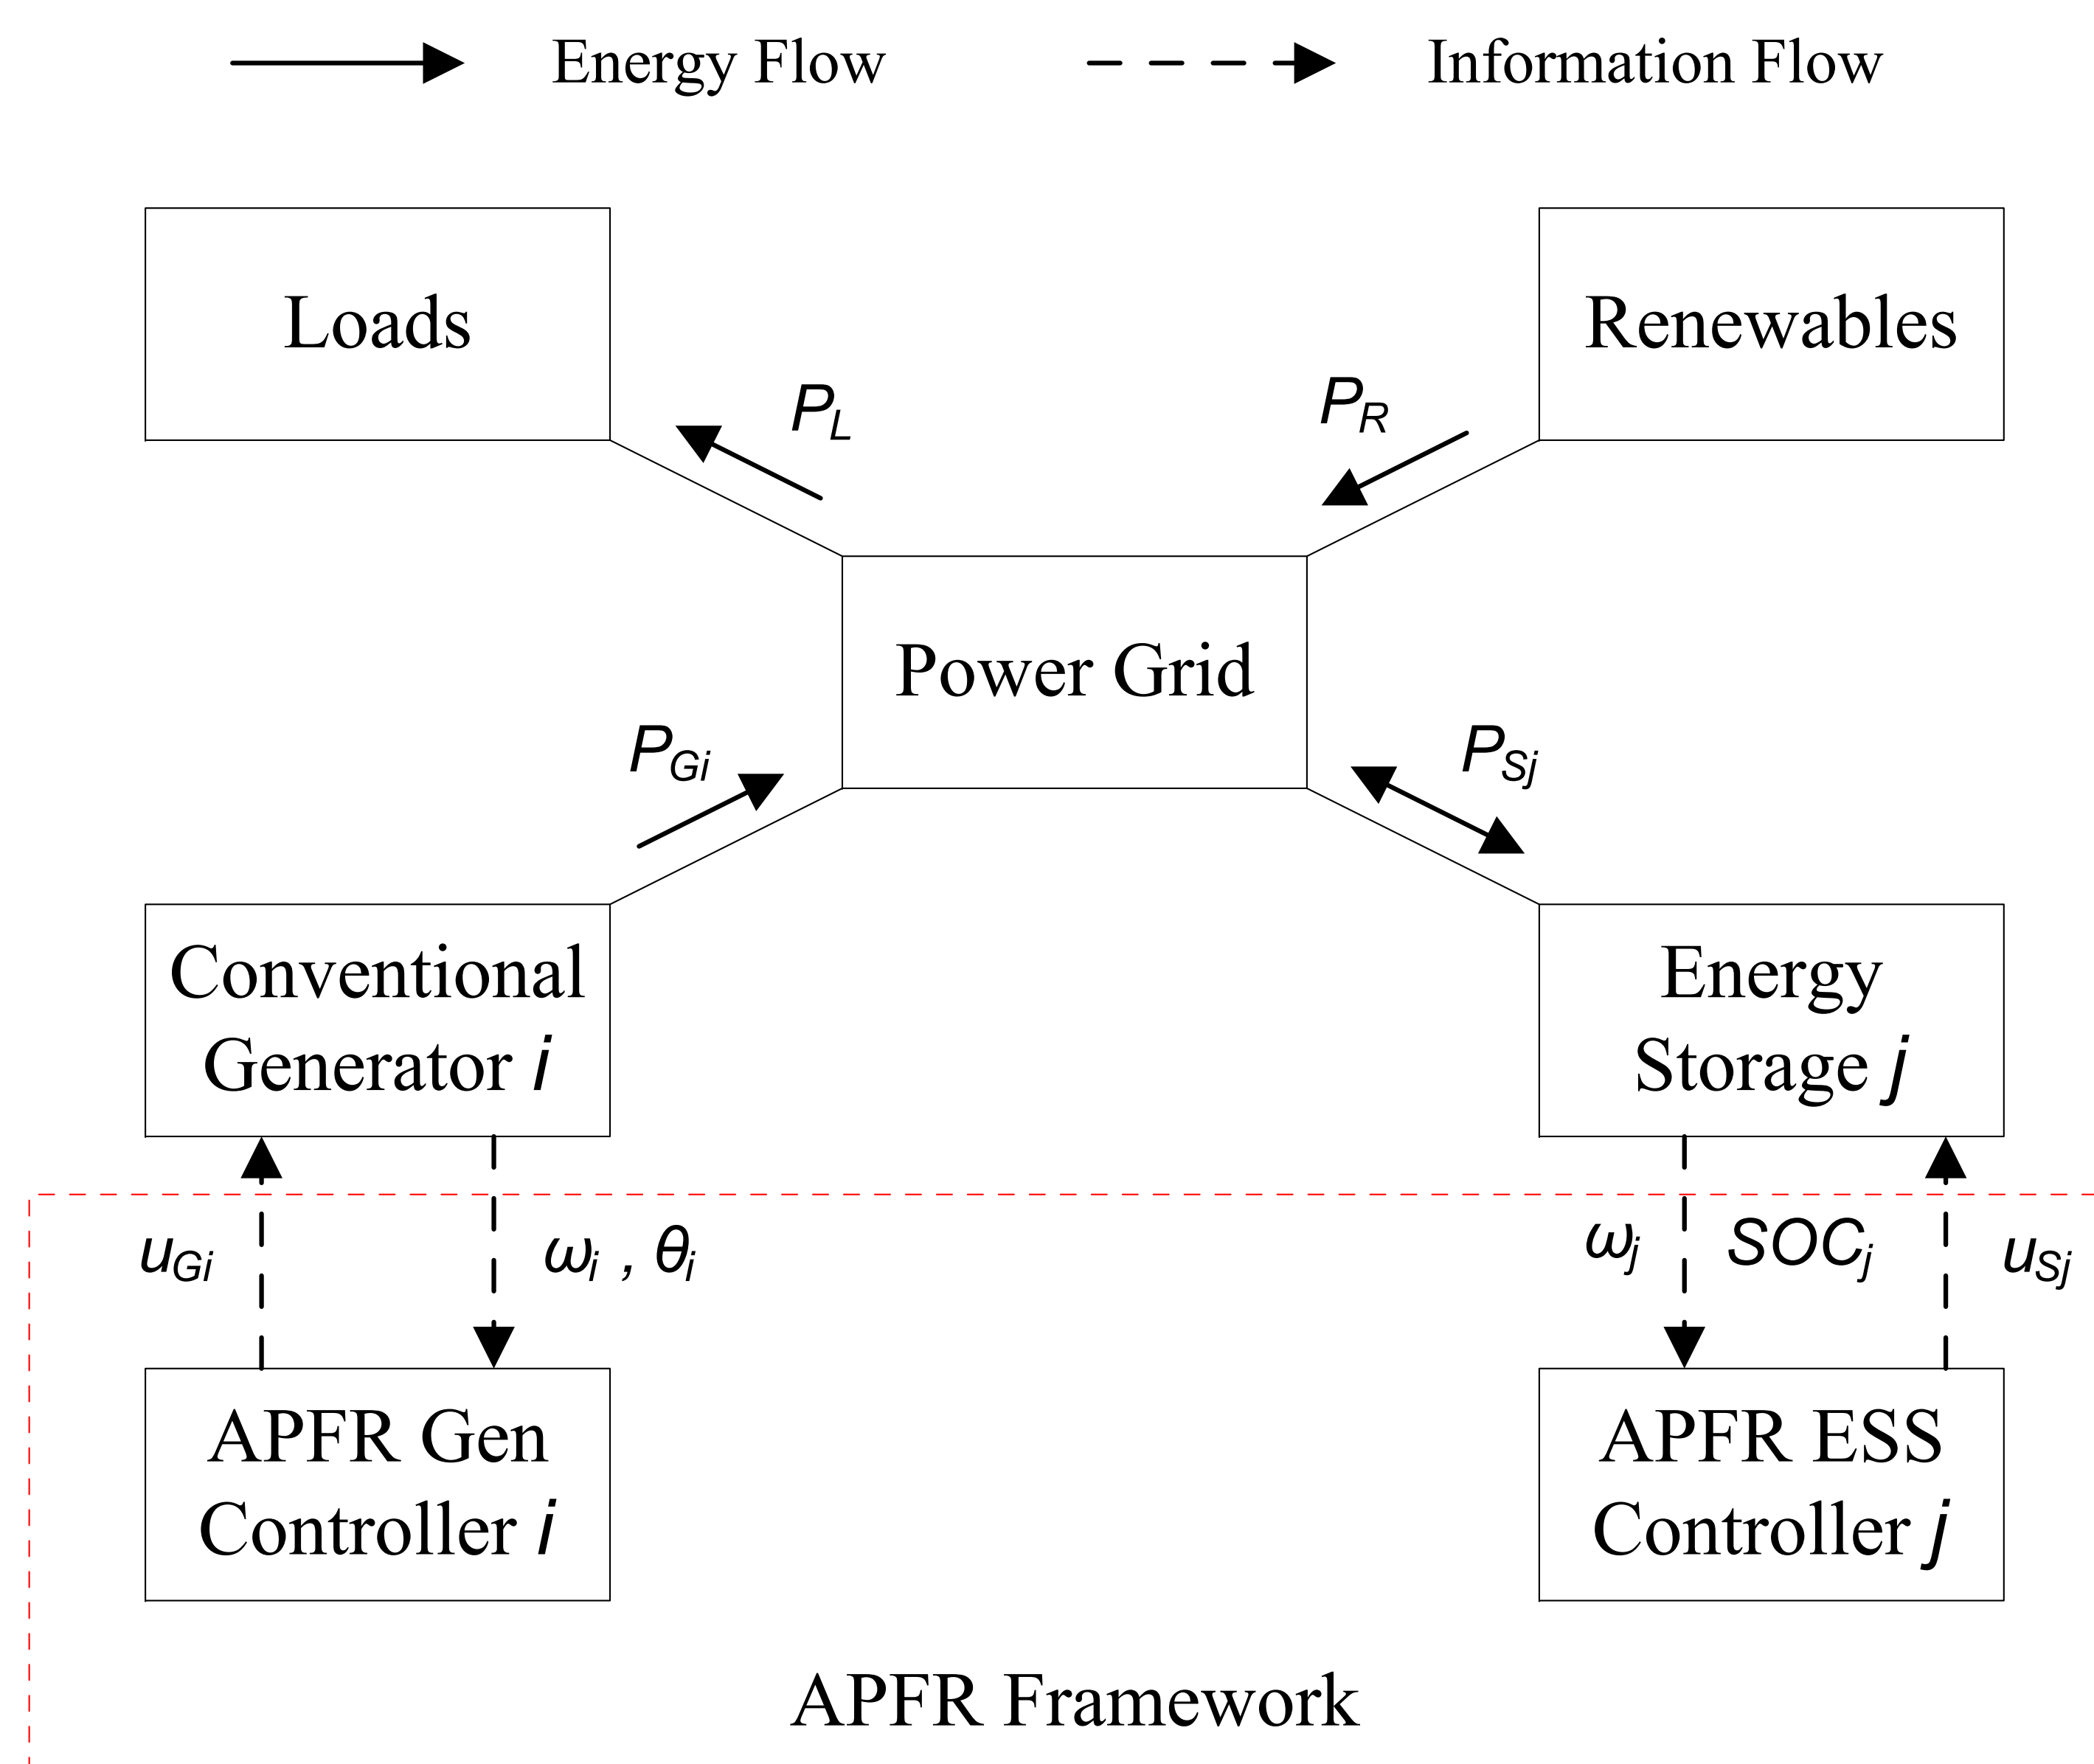 Energy Flow
Information Flow
Loads
Renewables
P_L
P_R
Power Grid
P_Gi
P_Sj
Conventional
Generator i
Energy
Storage j
u_Gi
ω_i , θ_i
ω_j
SOC_j
u_Sj
APFR Gen
Controller i
APFR ESS
Controller j
APFR Framework